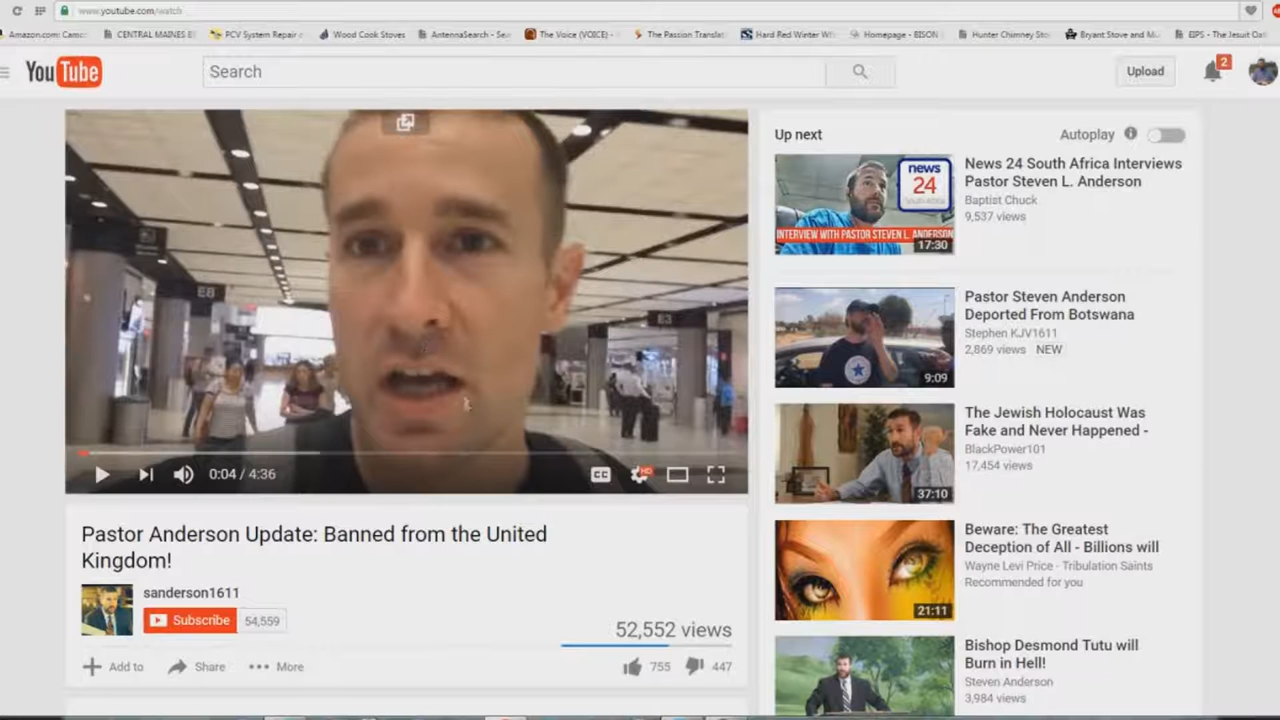 www.youtube.com/watch
Amazon.com: Camc
CENTRAL MAINES E
PCV System Repair
Wood Cook Stoves
AntennaSearch - Se
The Voice (VOICE) -
The Passion Translat
Hard Red Winter Wh
Homepage - EISON
Hunter Chimney Sto
Bryant Stove and Mu
EIPS - The Jesuit Oat
YouTube
Search
Upload
2
E8
E3
0:04 / 4:36
CC
HD
Pastor Anderson Update: Banned from the United
Kingdom!
sanderson1611
Subscribe
54,559
52,552 views
Add to
Share
More
755
447
Up next
Autoplay
news
24
INTERVIEW WITH PASTOR STEVEN L. ANDERSON
17:30
News 24 South Africa Interviews
Pastor Steven L. Anderson
Baptist Chuck
9,537 views
9:09
Pastor Steven Anderson
Deported From Botswana
Stephen KJV1611
2,869 views NEW
37:10
The Jewish Holocaust Was
Fake and Never Happened -
BlackPower101
17,454 views
21:11
Beware: The Greatest
Deception of All - Billions will
Wayne Levi Price - Tribulation Saints
Recommended for you
Bishop Desmond Tutu will
Burn in Hell!
Steven Anderson
3,984 views